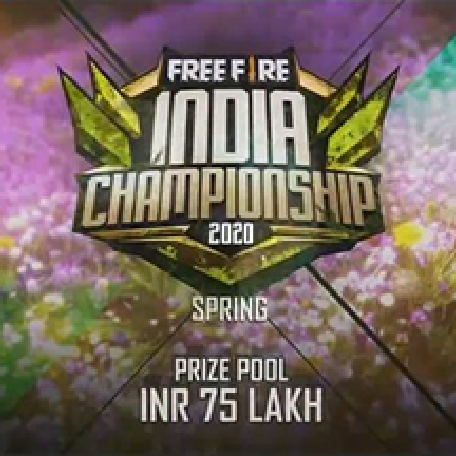 FREE FIRE
INDIA
CHAMPIONSHIP
2020
SPRING
PRIZE POOL
INR 75 LAKH